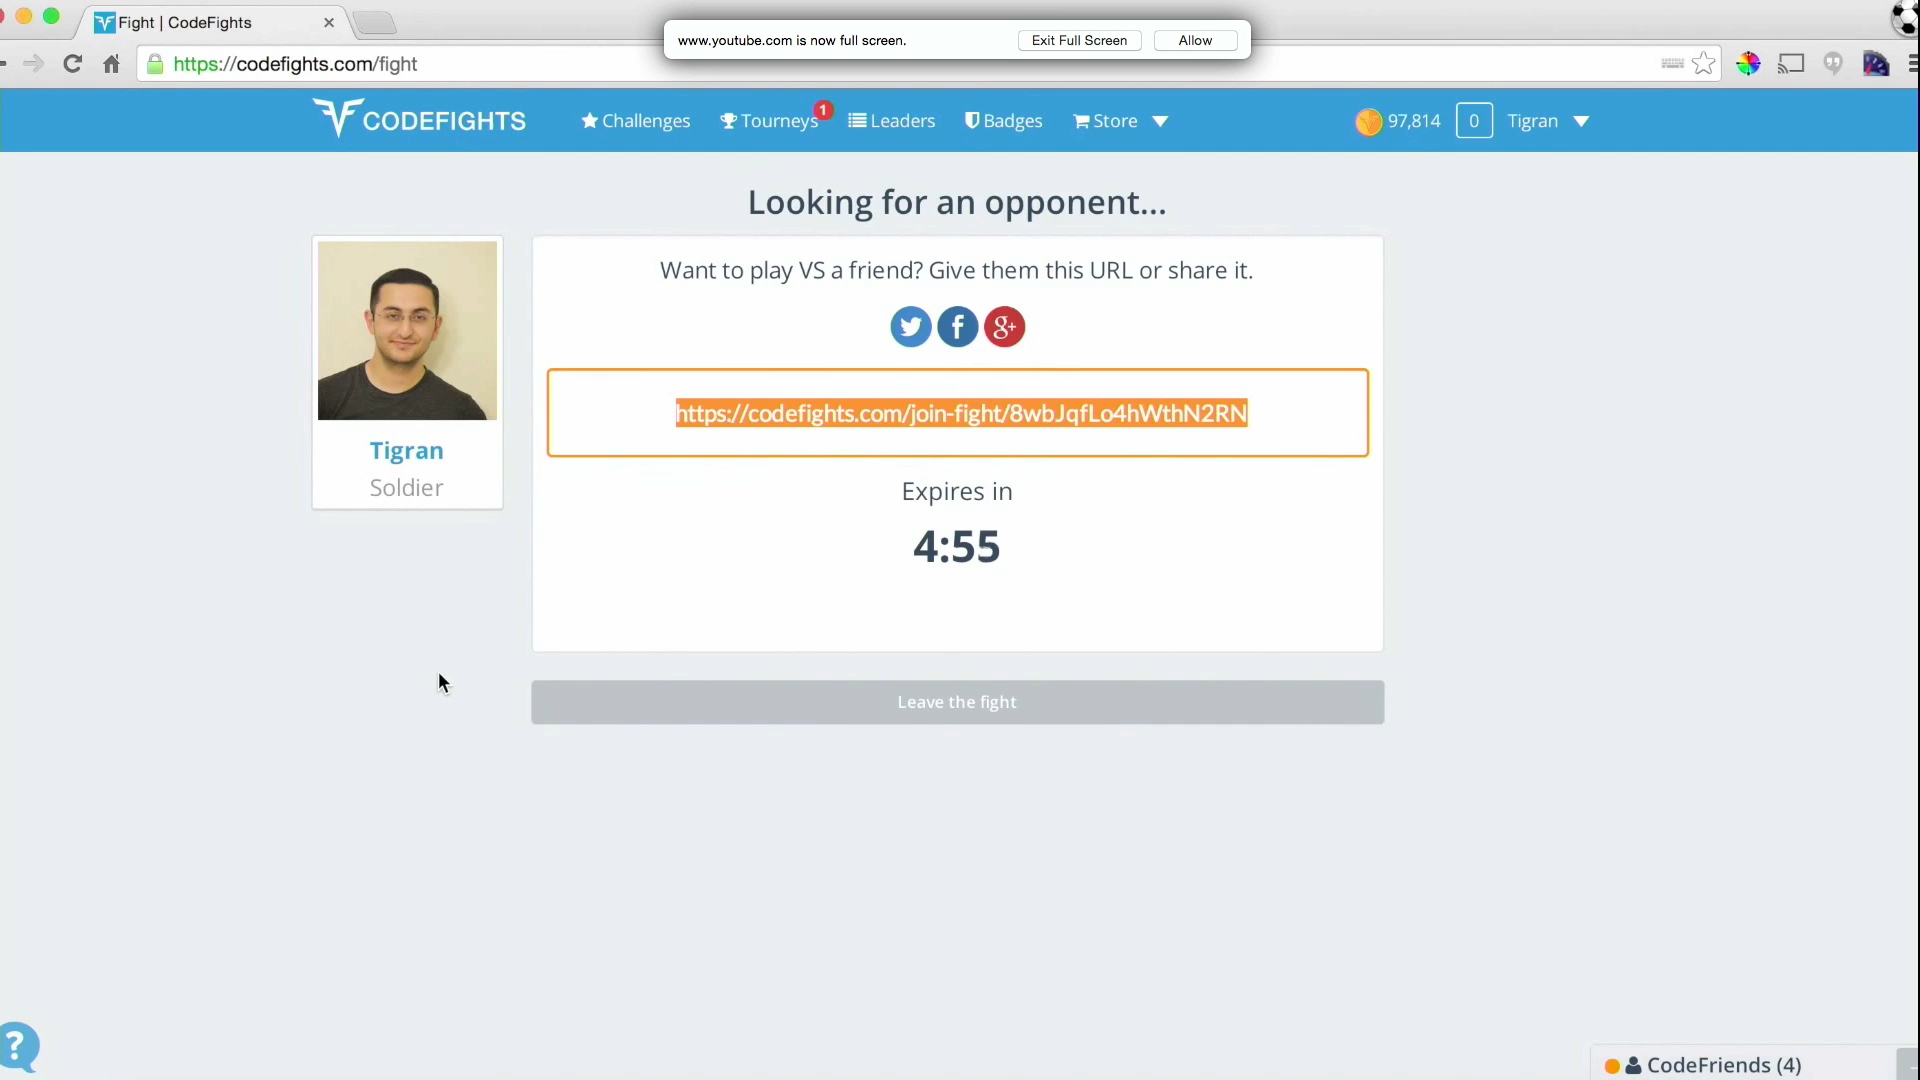 Fight | CodeFights
www.youtube.com is now full screen.
Exit Full Screen
Allow
https://codefights.com/fight
CODEFIGHTS
Challenges
Tourneys
1
Leaders
Badges
Store
97,814
0
Tigran
Looking for an opponent...
Want to play VS a friend? Give them this URL or share it.
https://codefights.com/join-fight/8wbJqfLo4hWthN2RN
Tigran
Soldier
Expires in
4:55
Leave the fight
?
CodeFriends (4)